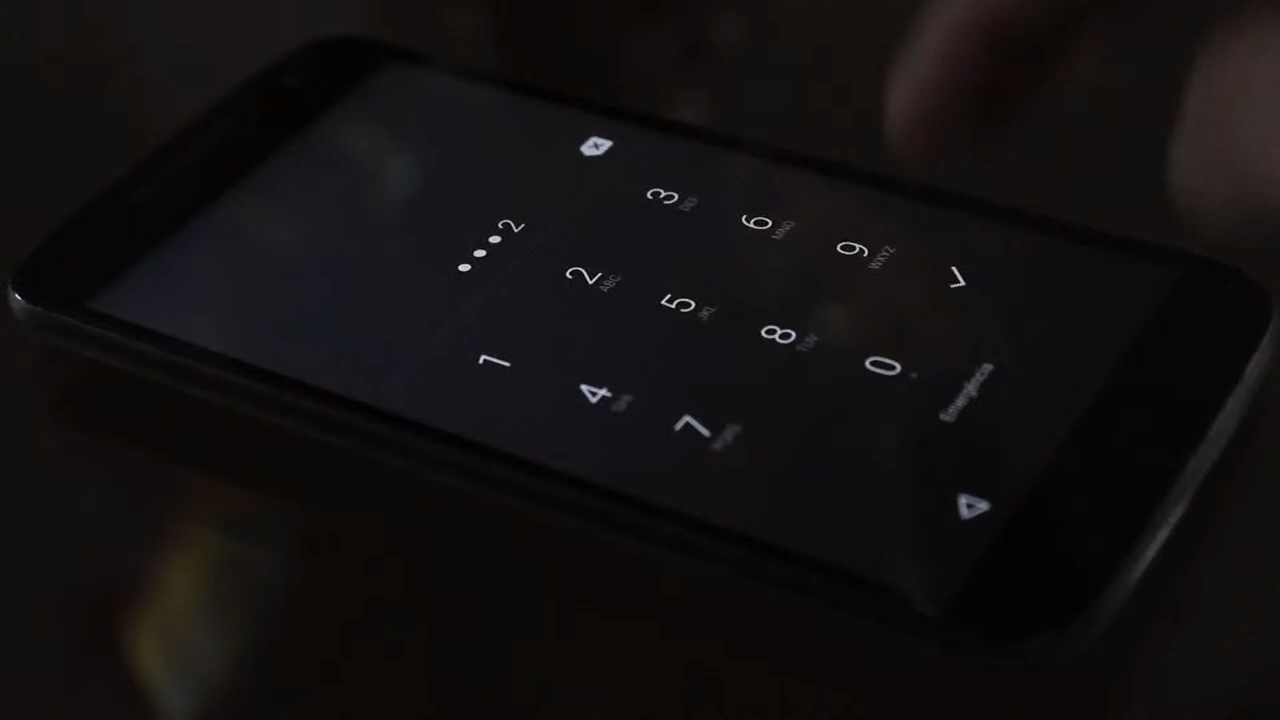 •••2
1 2 ABC 3 DEF
4 GHI 5 JKL 6 MNO
7 PQRS 8 TUV 9 WXYZ
0 +
Emergência